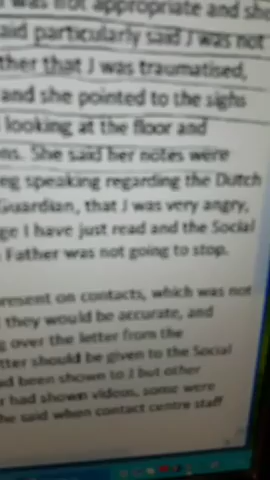 was not appropriate and she
aid particularly said J was not
ther that J was traumatised,
and she pointed to the sighs
looking at the floor and
ns. She said her notes were
ng speaking regarding the Dutch
Guardian, that J was very angry,
ge I have just read and the Social
Father was not going to stop.
present on contacts, which was not
they would be accurate, and
g over the letter from the
tter should be given to the Social
ad been shown to J but other
r had shown videos, some were
he said when contact centre staff